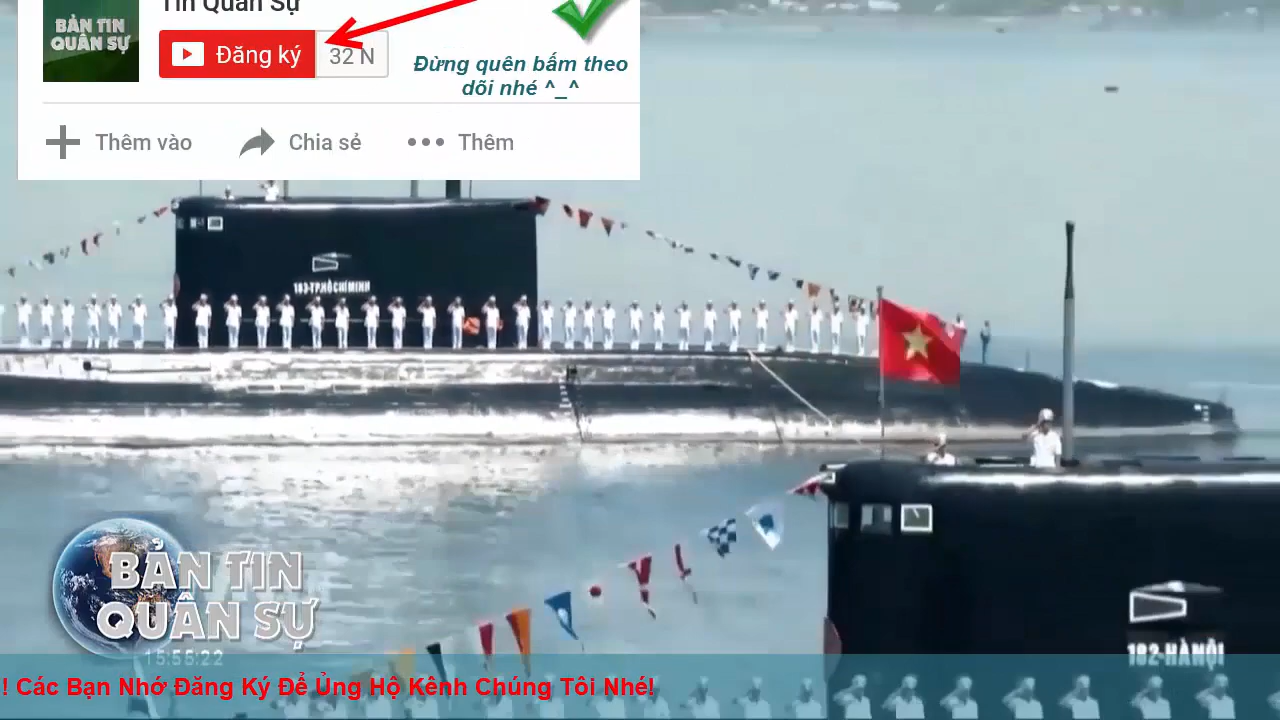 Tin Quân Sự
BẢN TIN
QUÂN SỰ
Đăng ký
32 N
Đừng quên bấm theo
dõi nhé ^_^
Thêm vào
Chia sẻ
Thêm
183-TP.HỒ CHÍ MINH
BẢN TIN
QUÂN SỰ
15:55:22
182-HÀNỘI
! Các Bạn Nhớ Đăng Ký Để Ủng Hộ Kênh Chúng Tôi Nhé!